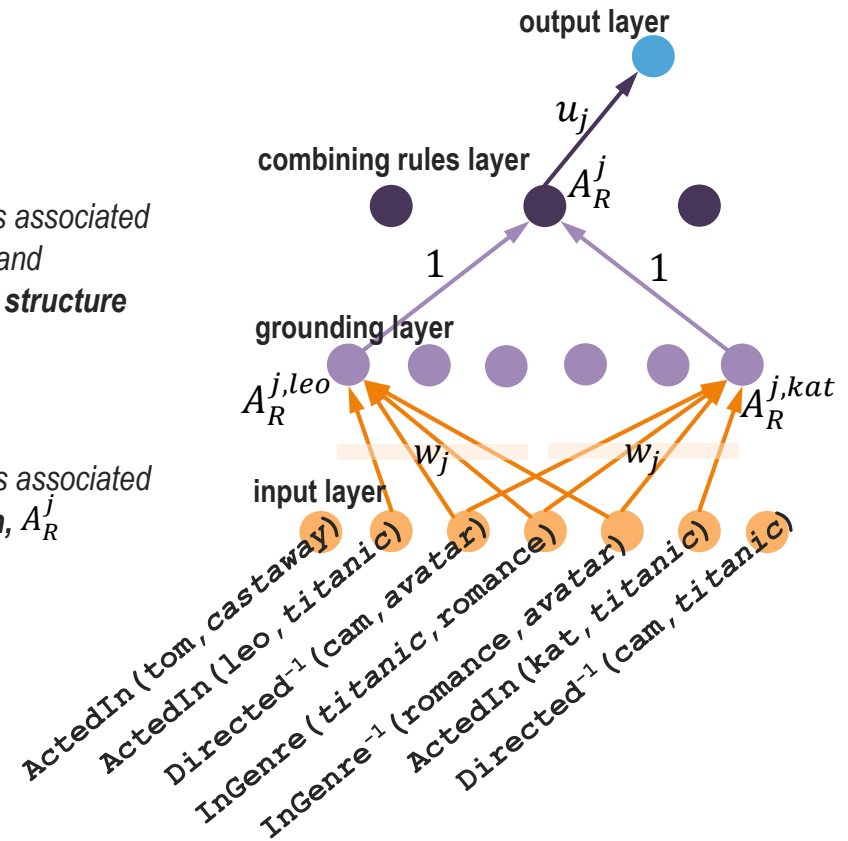 output layer
u_j
combining rules layer
A_R^j
s associated
and
structure
1
1
grounding layer
A_R^{j,leo}
A_R^{j,kat}
w_j
w_j
s associated
n, A_R^j
input layer
ActedIn(tom,castaway)
ActedIn(leo,titanic)
Directed⁻¹(cam,avatar)
InGenre(titanic,romance)
InGenre⁻¹(romance,avatar)
ActedIn(kat,titanic)
Directed⁻¹(cam,titanic)